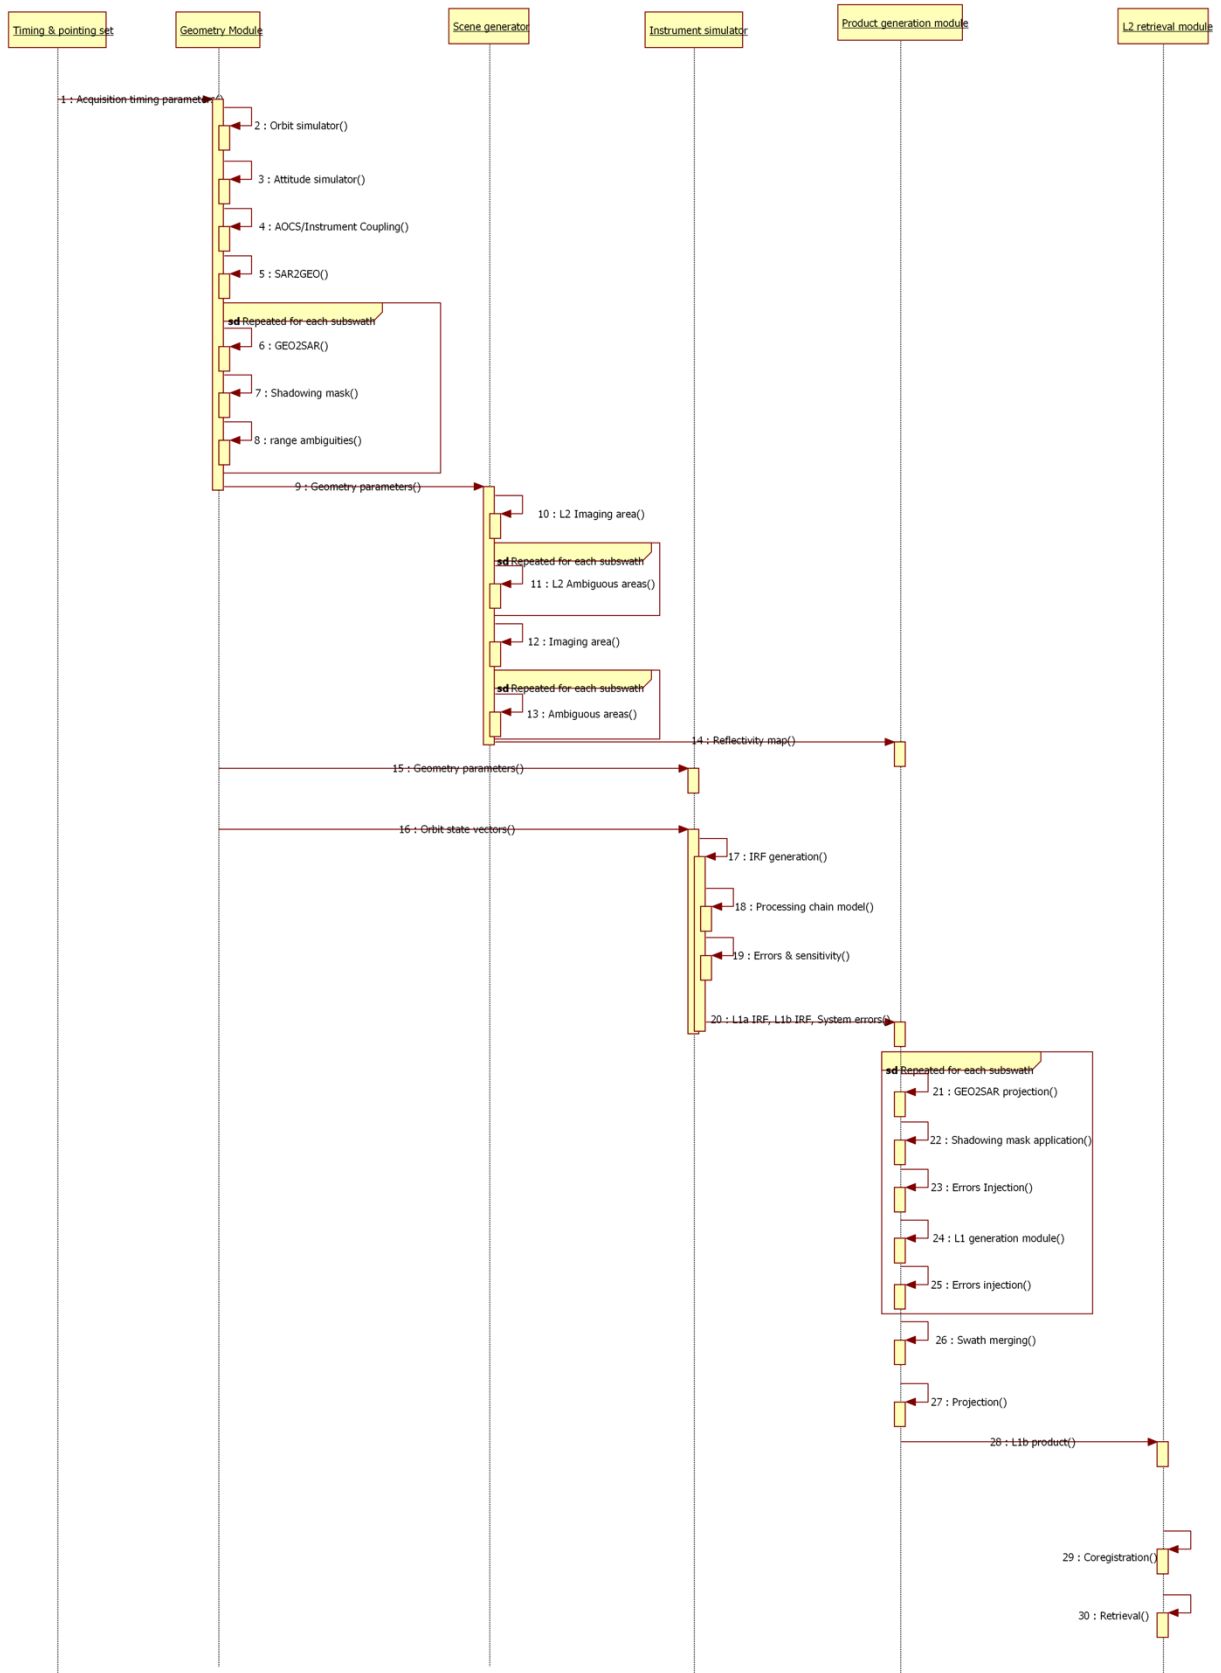 Timing & pointing set
Geometry Module
Scene generator
Instrument simulator
Product generation module
L2 retrieval module
1 : Acquisition timing parameter()
2 : Orbit simulator()
3 : Attitude simulator()
4 : AOCS/Instrument Coupling()
5 : SAR2GEO()
sd Repeated for each subswath
6 : GEO2SAR()
7 : Shadowing mask()
8 : range ambiguities()
9 : Geometry parameters()
10 : L2 Imaging area()
sd Repeated for each subswath
11 : L2 Ambiguous areas()
12 : Imaging area()
sd Repeated for each subswath
13 : Ambiguous areas()
14 : Reflectivity map()
15 : Geometry parameters()
16 : Orbit state vectors()
17 : IRF generation()
18 : Processing chain model()
19 : Errors & sensitivity()
20 : L1a IRF, L1b IRF, System errors()
sd Repeated for each subswath
21 : GEO2SAR projection()
22 : Shadowing mask application()
23 : Errors Injection()
24 : L1 generation module()
25 : Errors injection()
26 : Swath merging()
27 : Projection()
28 : L1b product()
29 : Coregistration()
30 : Retrieval()